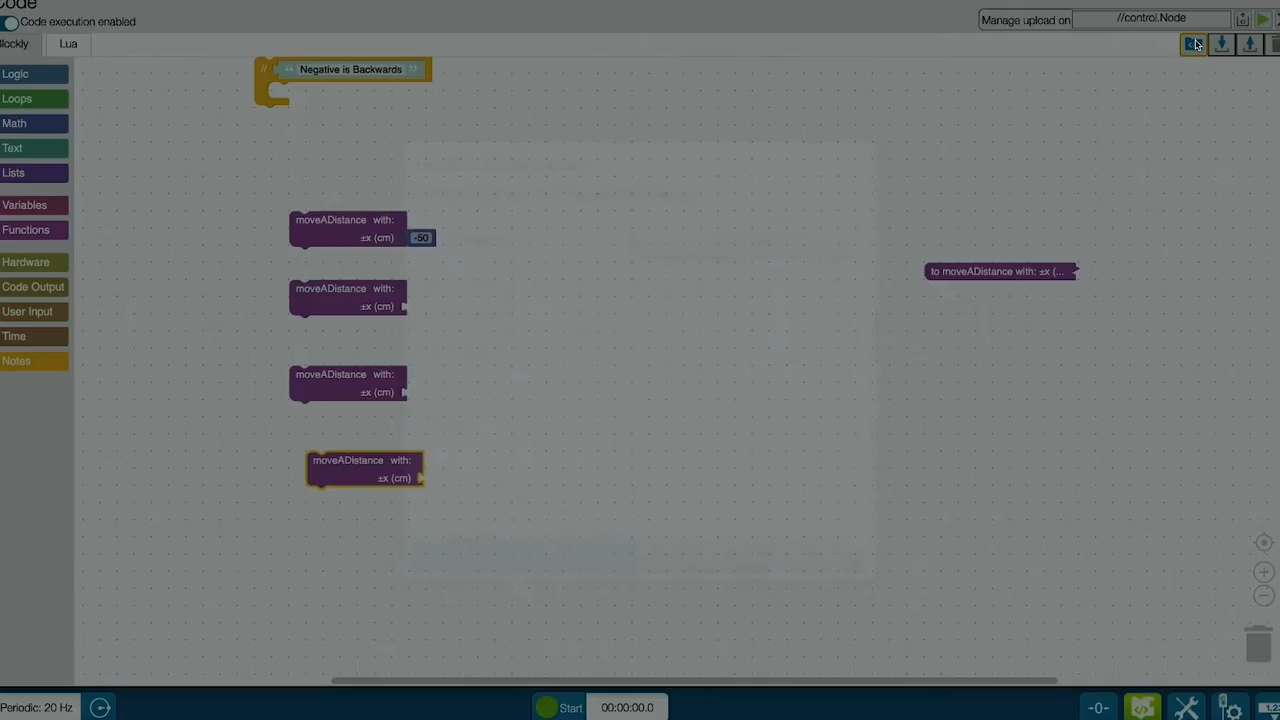 Code
Code execution enabled
Manage upload on
//control.Node
Blockly
Lua
Logic
Loops
Math
Text
Lists
Variables
Functions
Hardware
Code Output
User Input
Time
Notes
// “ Negative is Backwards ”
moveADistance with:
±x (cm) -50
moveADistance with:
±x (cm)
moveADistance with:
±x (cm)
moveADistance with:
±x (cm)
to moveADistance with: ±x (...
Periodic: 20 Hz
Start
00:00:00.0